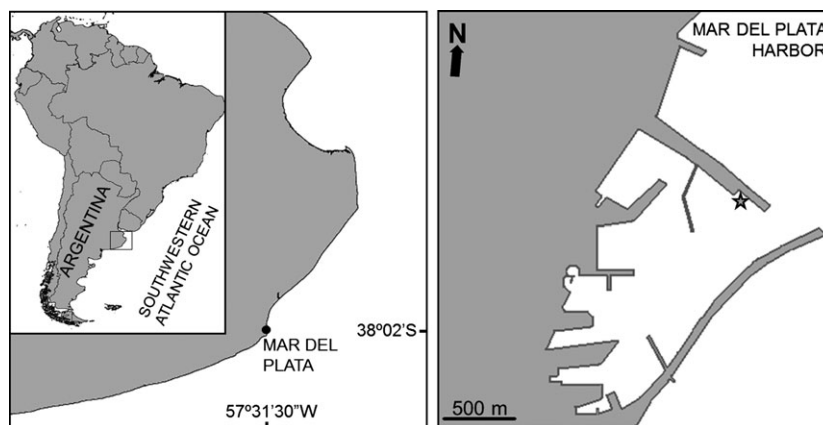 ARGENTINA
SOUTHWESTERN
ATLANTIC OCEAN
38º02'S
MAR DEL
PLATA
57º31'30"W
N
MAR DEL PLATA
HARBOR
500 m